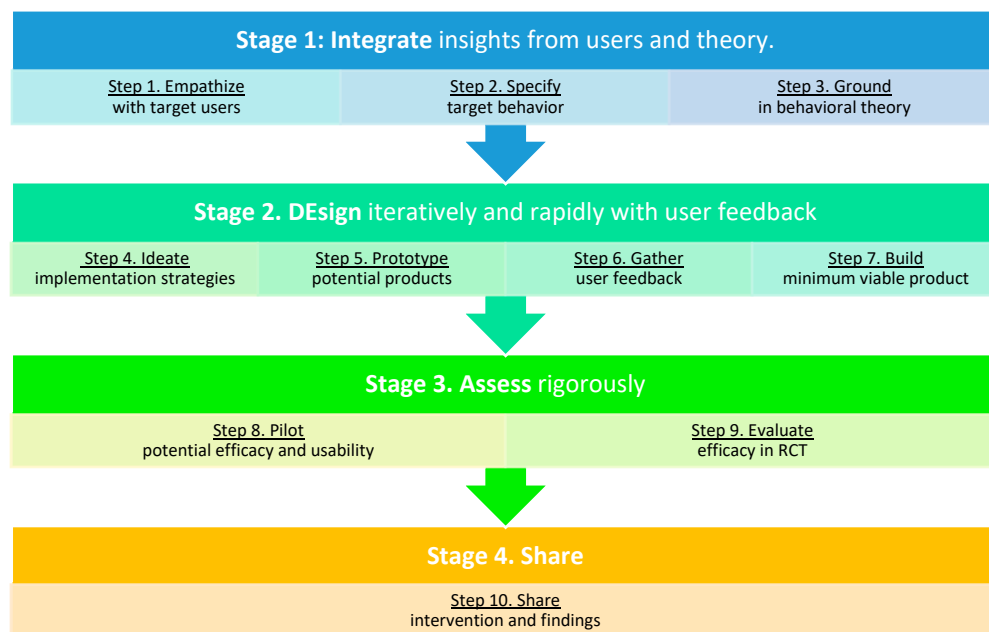 Stage 1: Integrate insights from users and theory.
Step 1. Empathize
with target users
Step 2. Specify
target behavior
Step 3. Ground
in behavioral theory
Stage 2. DEsign iteratively and rapidly with user feedback
Step 4. Ideate
implementation strategies
Step 5. Prototype
potential products
Step 6. Gather
user feedback
Step 7. Build
minimum viable product
Stage 3. Assess rigorously
Step 8. Pilot
potential efficacy and usability
Step 9. Evaluate
efficacy in RCT
Stage 4. Share
Step 10. Share
intervention and findings